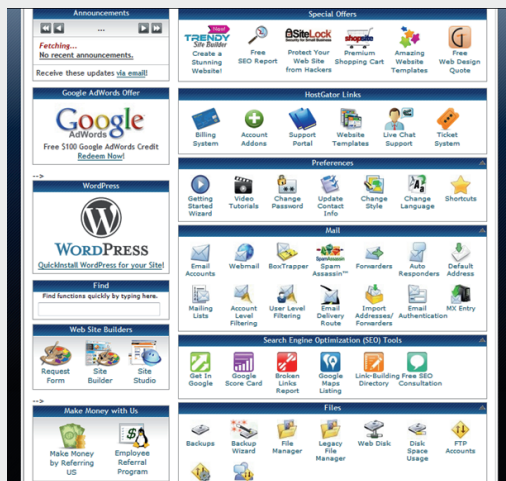 Announcements
...
Fetching...
No recent announcements.
Receive these updates via email!
Google AdWords Offer
Google
AdWords
Free $100 Google AdWords Credit
Redeem Now!
-->
WordPress
W
WORDPRESS
QuickInstall WordPress for your Site!
Find
Find functions quickly by typing here.
Web Site Builders
Request Form
Site Builder
Site Studio
-->
Make Money with Us
Make Money by Referring US
Employee Referral Program
Special Offers
New!
TRENDY
Site Builder
Create a Stunning Website!
Free SEO Report
SiteLock
Protect Your Web Site from Hackers
shopsite
Premium Shopping Cart
Amazing Website Templates
Free Web Design Quote
HostGator Links
Billing System
Account Addons
Support Portal
Website Templates
Live Chat Support
Ticket System
Preferences
Getting Started Wizard
Video Tutorials
Change Password
Update Contact Info
Change Style
Change Language
Shortcuts
Mail
Email Accounts
Webmail
BoxTrapper
SpamAssassin
Spam Assassin™
Forwarders
Auto Responders
Default Address
Mailing Lists
Account Level Filtering
User Level Filtering
Email Delivery Route
Import Addresses/ Forwarders
Email Authentication
MX Entry
Search Engine Optimization (SEO) Tools
Get In Google
Google Score Card
Broken Links Report
Google Maps Listing
Link-Building Directory
Free SEO Consultation
Files
Backups
Backup Wizard
File Manager
Legacy File Manager
Web Disk
Disk Space Usage
FTP Accounts